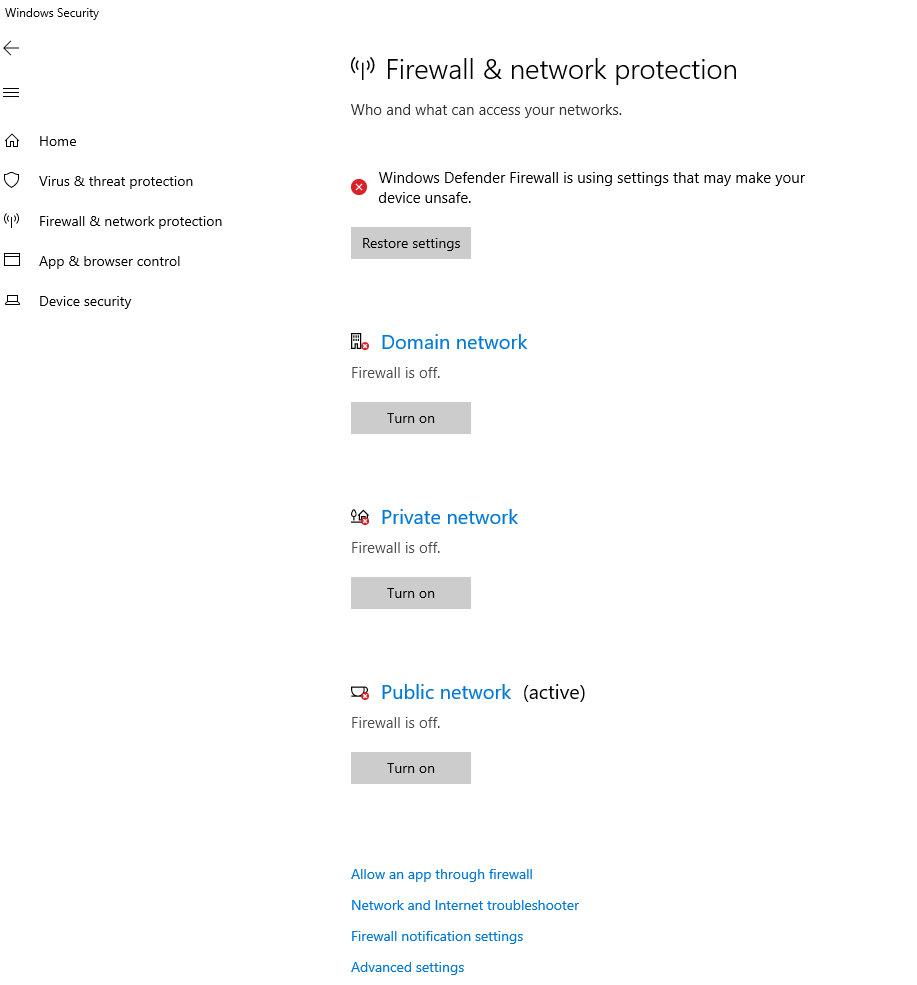 Windows Security
Home
Virus & threat protection
Firewall & network protection
App & browser control
Device security
Firewall & network protection
Who and what can access your networks.
Windows Defender Firewall is using settings that may make your
device unsafe.
Restore settings
Domain network
Firewall is off.
Turn on
Private network
Firewall is off.
Turn on
Public network (active)
Firewall is off.
Turn on
Allow an app through firewall
Network and Internet troubleshooter
Firewall notification settings
Advanced settings